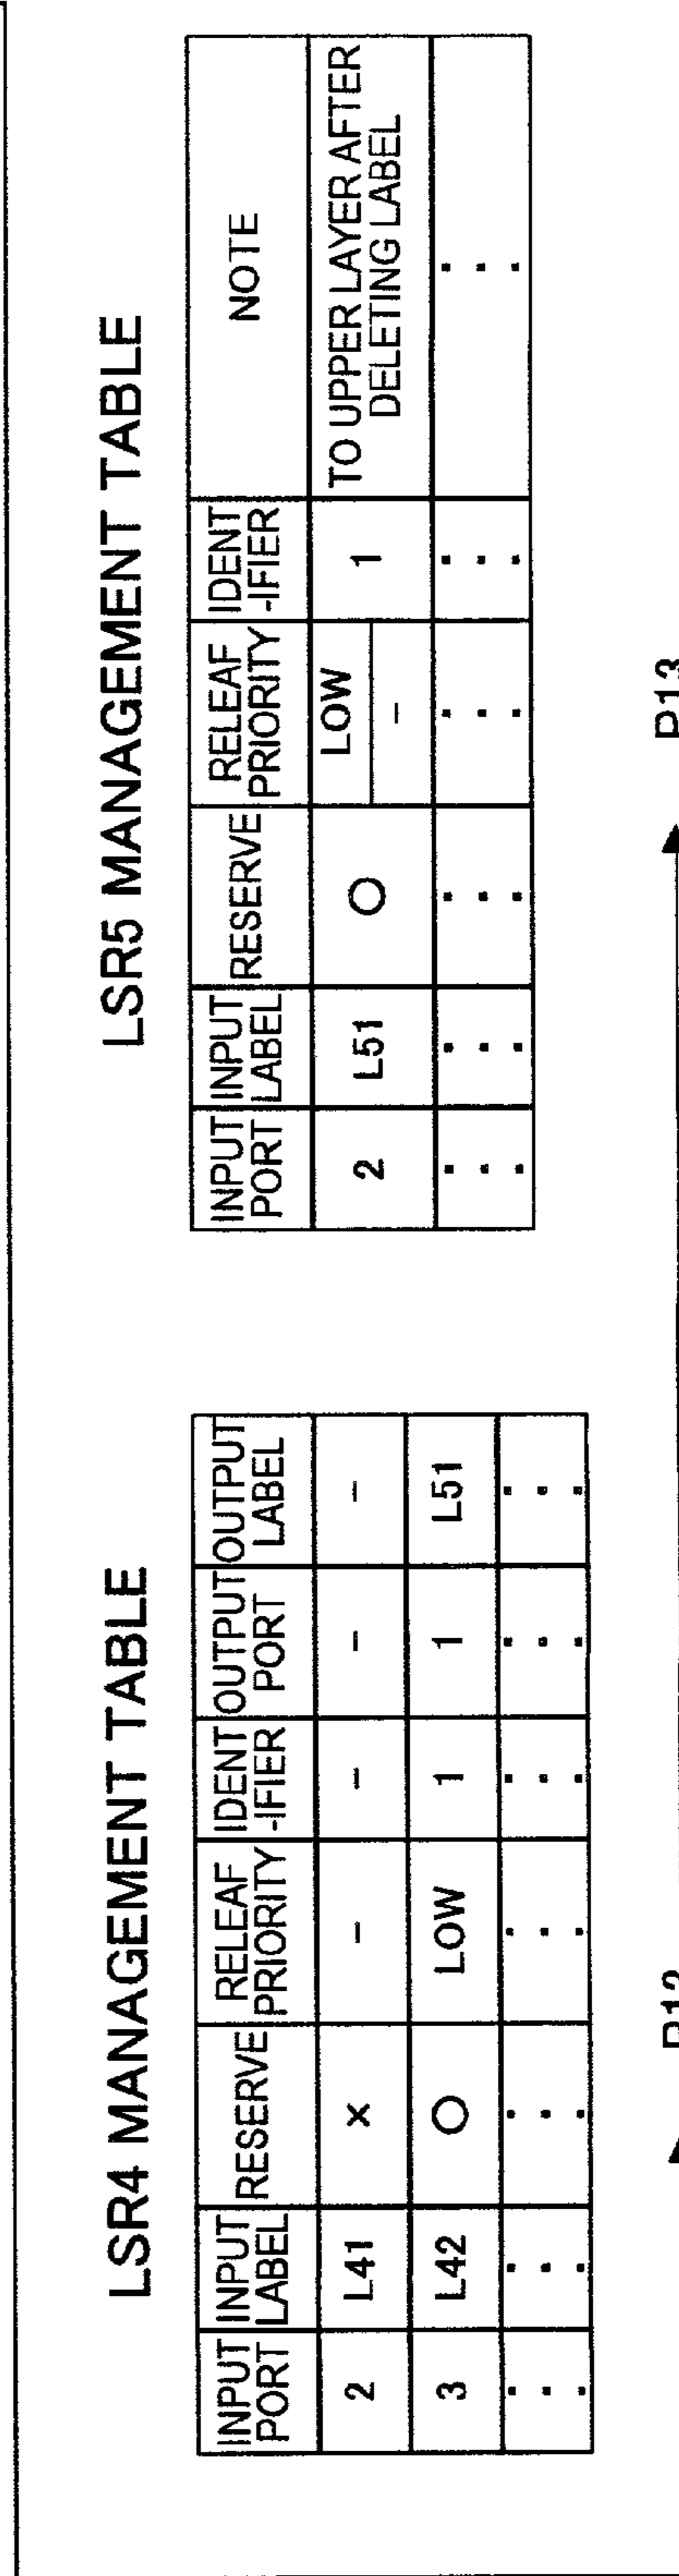 LSR4 MANAGEMENT TABLE
INPUT PORT | INPUT LABEL | RESERVE | RELEAF PRIORITY | IDENT -IFIER | OUTPUT PORT | OUTPUT LABEL
2 | L41 | × | – | – | – | –
3 | L42 | ○ | LOW | 1 | 1 | L51
... | ... | ... | ... | ... | ... | ...
LSR5 MANAGEMENT TABLE
INPUT PORT | INPUT LABEL | RESERVE | RELEAF PRIORITY | IDENT -IFIER | NOTE
2 | L51 | ○ | LOW | 1 | TO UPPER LAYER AFTER DELETING LABEL
–
... | ... | ... | ... | ... | ...